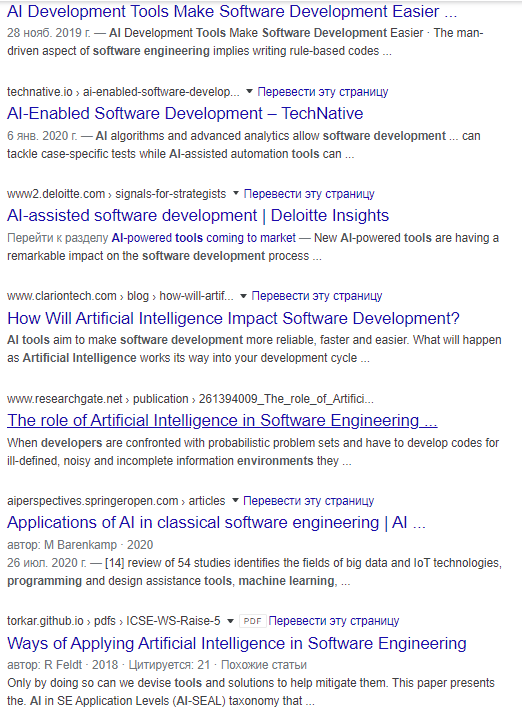 AI Development Tools Make Software Development Easier ...
28 нояб. 2019 г. — AI Development Tools Make Software Development Easier · The man-
driven aspect of software engineering implies writing rule-based codes ...
technative.io › ai-enabled-software-develop... ▼ Перевести эту страницу
AI-Enabled Software Development – TechNative
6 янв. 2020 г. — AI algorithms and advanced analytics allow software development ... can
tackle case-specific tests while AI-assisted automation tools can ...
www2.deloitte.com › signals-for-strategists ▼ Перевести эту страницу
AI-assisted software development | Deloitte Insights
Перейти к разделу AI-powered tools coming to market — New AI-powered tools are having a
remarkable impact on the software development process ...
www.clariontech.com › blog › how-will-artif... ▼ Перевести эту страницу
How Will Artificial Intelligence Impact Software Development?
AI tools aim to make software development more reliable, faster and easier. What will happen
as Artificial Intelligence works its way into your development cycle ...
www.researchgate.net › publication › 261394009_The_role_of_Artifici...
The role of Artificial Intelligence in Software Engineering ...
When developers are confronted with probabilistic problem sets and have to develop codes for
ill-defined, noisy and incomplete information environments they ...
aiperspectives.springeropen.com › articles ▼ Перевести эту страницу
Applications of AI in classical software engineering | AI ...
автор: M Barenkamp · 2020
26 июл. 2020 г. — [14] review of 54 studies identifies the fields of big data and IoT technologies,
programming and design assistance tools, machine learning, ...
torkar.github.io › pdfs › ICSE-WS-Raise-5 ▼ PDF Перевести эту страницу
Ways of Applying Artificial Intelligence in Software Engineering
автор: R Feldt · 2018 · Цитируется: 21 · Похожие статьи
Only by doing so can we devise tools and solutions to help mitigate them. This paper presents
the. AI in SE Application Levels (AI-SEAL) taxonomy that ...